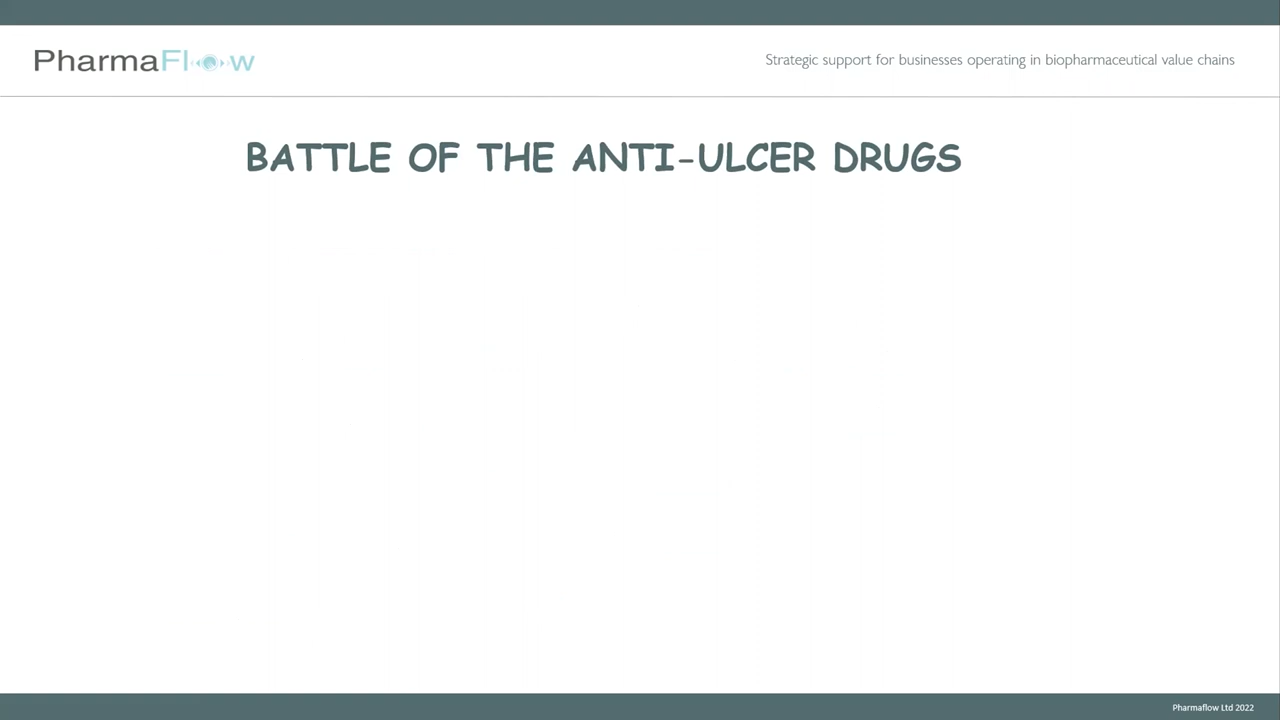 PharmaFlow
Strategic support for businesses operating in biopharmaceutical value chains
BATTLE OF THE ANTI-ULCER DRUGS
Pharmaflow Ltd 2022